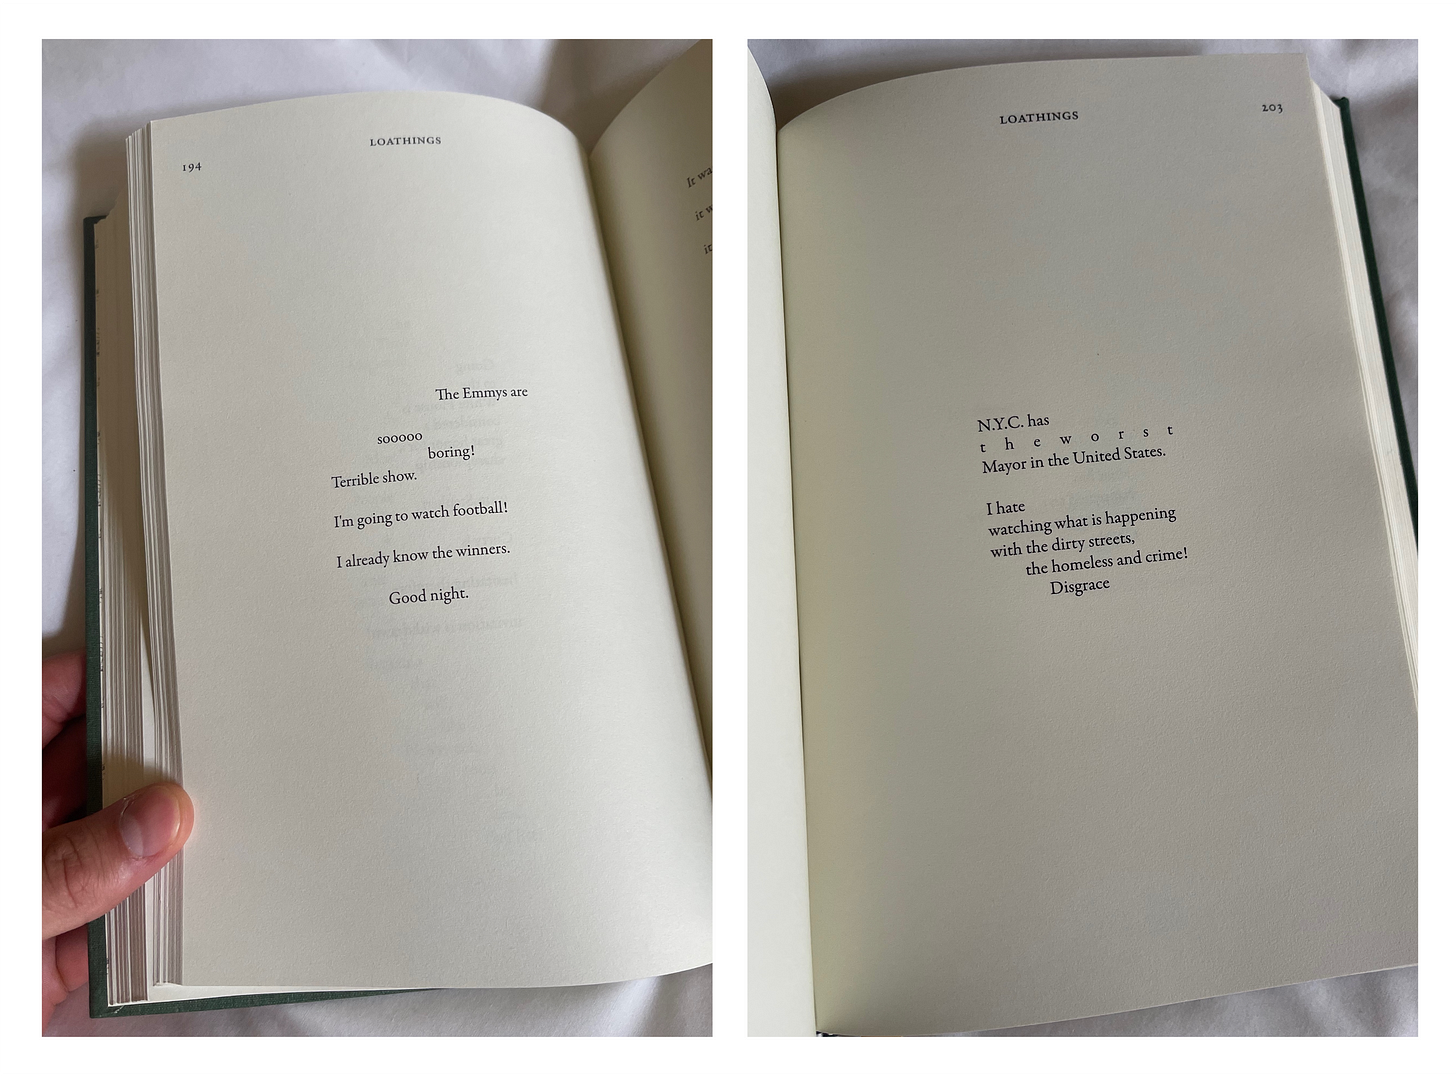 LOATHINGS
194
The Emmys are
sooooo
boring!
Terrible show.
I'm going to watch football!
I already know the winners.
Good night.
It wa
it w
it
LOATHINGS
203
N.Y.C. has
t h e w o r s t
Mayor in the United States.
I hate
watching what is happening
with the dirty streets,
the homeless and crime!
Disgrace